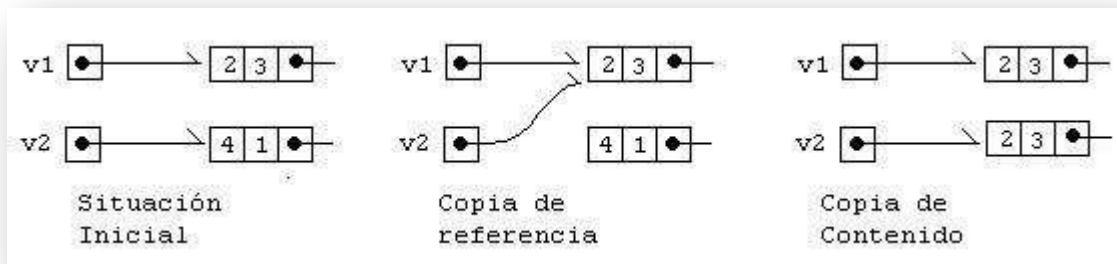 v1 2 3
v2 4 1
Situación
Inicial
v1 2 3
v2 4 1
Copia de
referencia
v1 2 3
v2 2 3
Copia de
Contenido